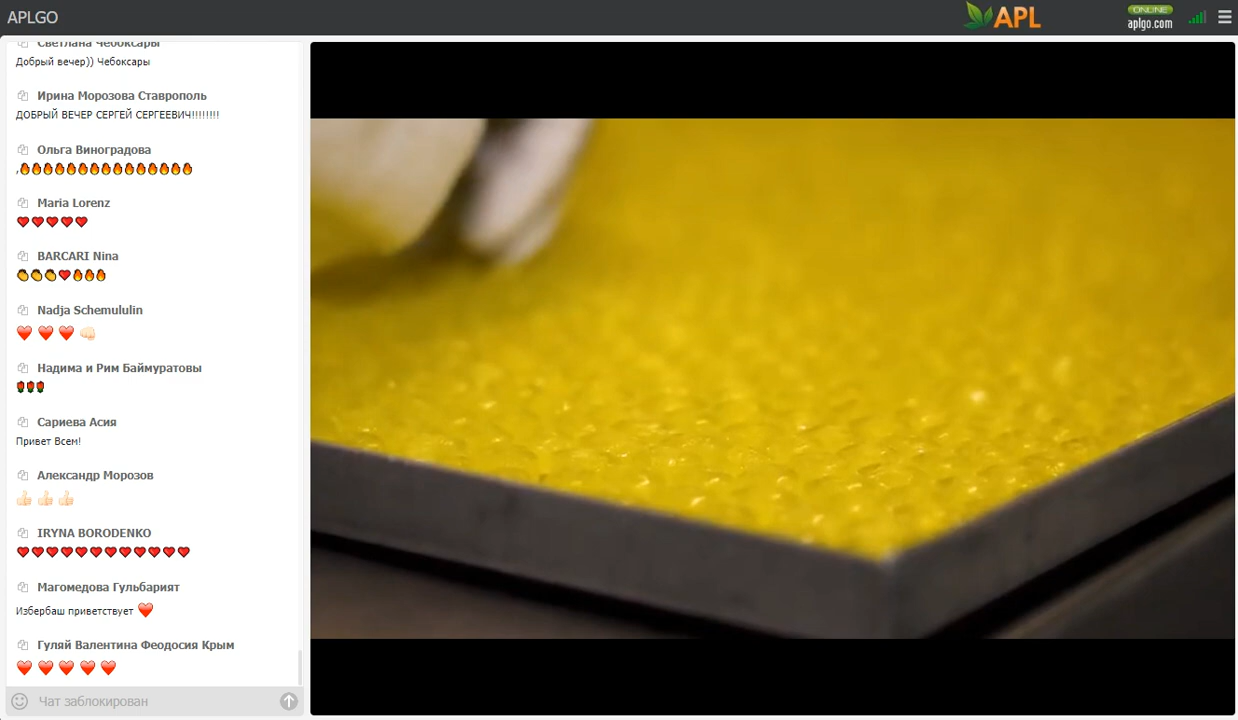 APLGO
APL
ONLINE
aplgo.com
Светлана Чебоксары
Добрый вечер)) Чебоксары
Ирина Морозова Ставрополь
ДОБРЫЙ ВЕЧЕР СЕРГЕЙ СЕРГЕЕВИЧ!!!!!!!!
Ольга Виноградова
,🔥🔥🔥🔥🔥🔥🔥🔥🔥🔥🔥🔥🔥🔥🔥
Maria Lorenz
❤❤❤❤❤
BARCARI Nina
👏👏👏❤🔥🔥🔥
Nadja Schemululin
❤️ ❤️ ❤️ 👊🏻
Надима и Рим Баймуратовы
🌹🌹🌹
Сариева Асия
Привет Всем!
Александр Морозов
👍🏻 👍🏻 👍🏻
IRYNA BORODENKO
❤❤❤❤❤❤❤❤❤❤❤❤
Магомедова Гульбарият
Избербаш приветствует ❤️
Гуляй Валентина Феодосия Крым
❤️ ❤️ ❤️ ❤️ ❤️
Чат заблокирован